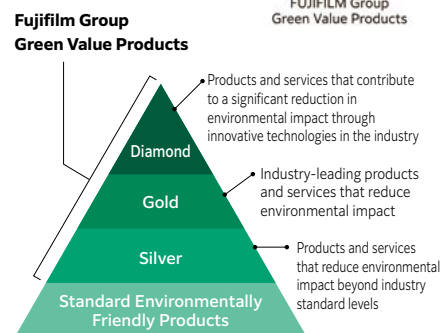 FUJIFILM Group
Green Value Products
Fujifilm Group
Green Value Products
Products and services that contribute
to a significant reduction in
environmental impact through
innovative technologies in the industry
Diamond
Industry-leading products
and services that reduce
environmental impact
Gold
Products and services
that reduce environmental
impact beyond industry
standard levels
Silver
Standard Environmentally
Friendly Products